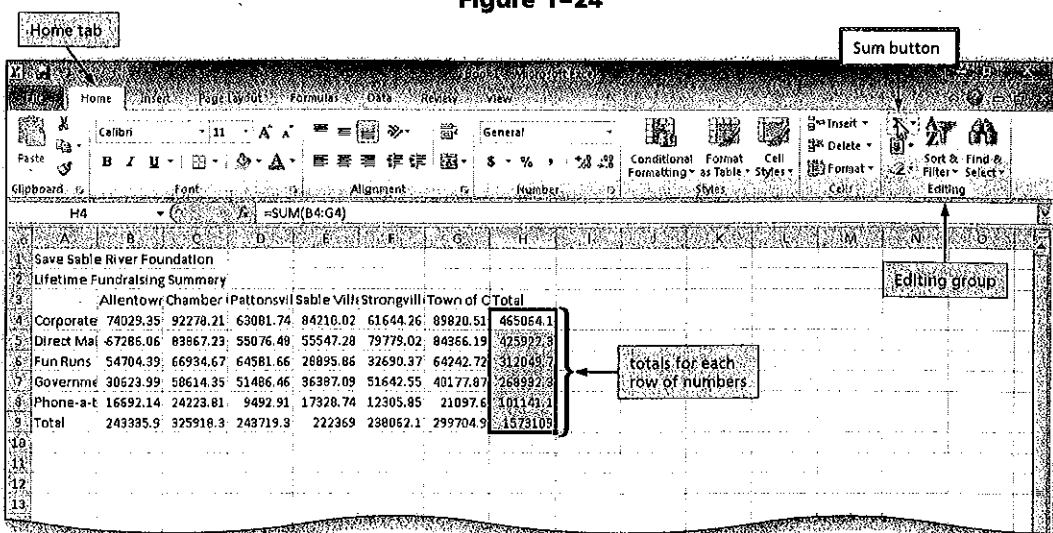 Figure 1–24
Home tab
Sum button
Microsoft Excel
Home Insert Page Layout Formulas Data Review View
Calibri 11 A A General Insert
Paste B I U A $ % , Conditional Format Cell Delete Sort & Find &
Formatting as Table Styles Format Filter Select
Clipboard Font Alignment Number Styles Cells Editing
H4 fx =SUM(B4:G4)
A B C D E F G H I J K L M N O
1 Save Sable River Foundation
2 Lifetime Fundraising Summary
Editing group
3 Allentowr Chamber i Pattonsvil Sable Villa Strongvilli Town of C Total
4 Corporate 74029.35 92278.21 63081.74 84210.02 61644.26 89820.51 465064.1
5 Direct Mai 67286.06 83867.23 55076.48 55547.28 79779.02 84366.19 425922.3
6 Fun Runs 54704.39 66934.67 64581.66 28895.86 32690.37 64242.72 312049.7
totals for each
row of numbers
7 Governme 30623.99 58614.35 51486.46 36387.09 51642.55 40177.87 268932.3
8 Phone-a-t 16692.14 24223.81 9492.91 17328.74 12305.85 21097.6 101141.1
9 Total 243335.9 325918.3 243719.3 222369 238062.1 299704.9 1573109
10
11
12
13